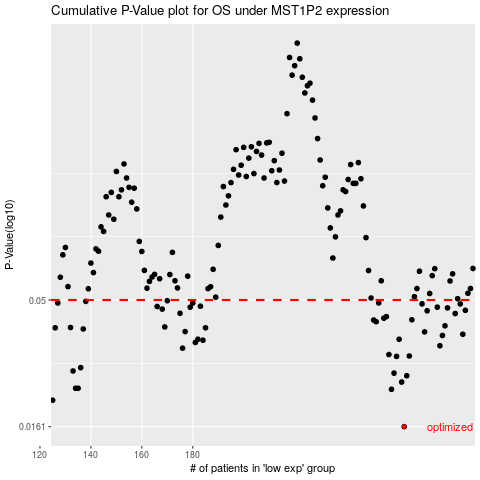 Cumulative P-Value plot for OS under MST1P2 expression
P-Value(log10)
0.05
0.0161
optimized
120 140 160 180
# of patients in 'low exp' group